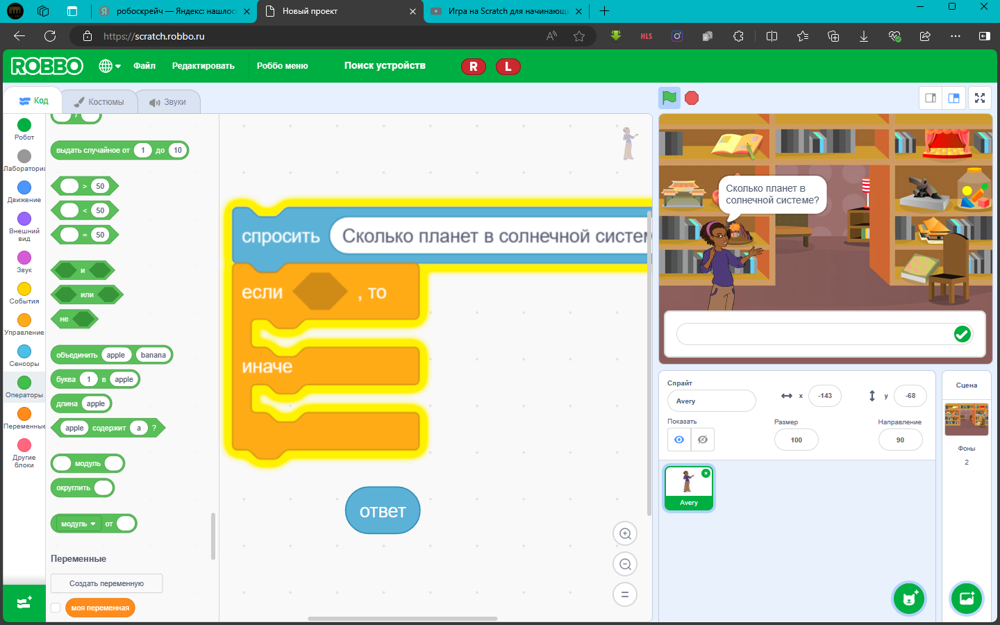 робоскрейч — Яндекс: нашлось
Новый проект
Игра на Scratch для начинающи
https://scratch.robbo.ru
HLS
ROBBO
Файл
Редактировать
Роббо меню
Поиск устройств
R
L
Код
Костюмы
Звуки
Робот
Лаборатория
Движение
Внешний
вид
Звук
События
Управление
Сенсоры
Операторы
Переменные
Другие
блоки
/
выдать случайное от 1 до 10
> 50
< 50
= 50
и
или
не
объединить apple banana
буква 1 в apple
длина apple
apple содержит a ?
модуль
округлить
модуль от
Переменные
Создать переменную
моя переменная
спросить Сколько планет в солнечной систем
если , то
иначе
ответ
Сколько планет в
солнечной системе?
Спрайт
Avery
x -143
y -68
Показать
Размер
100
Направление
90
Avery
Сцена
Фоны
2